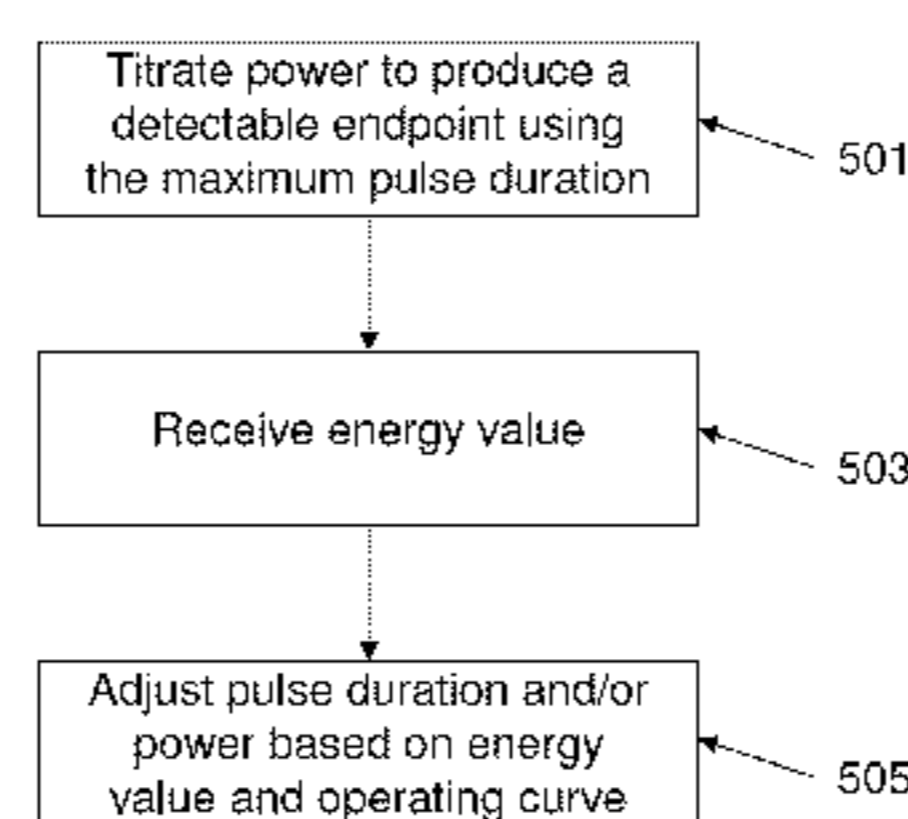 Titrate power to produce a
detectable endpoint using
the maximum pulse duration
501
Receive energy value
503
Adjust pulse duration and/or
power based on energy
value and operating curve
505